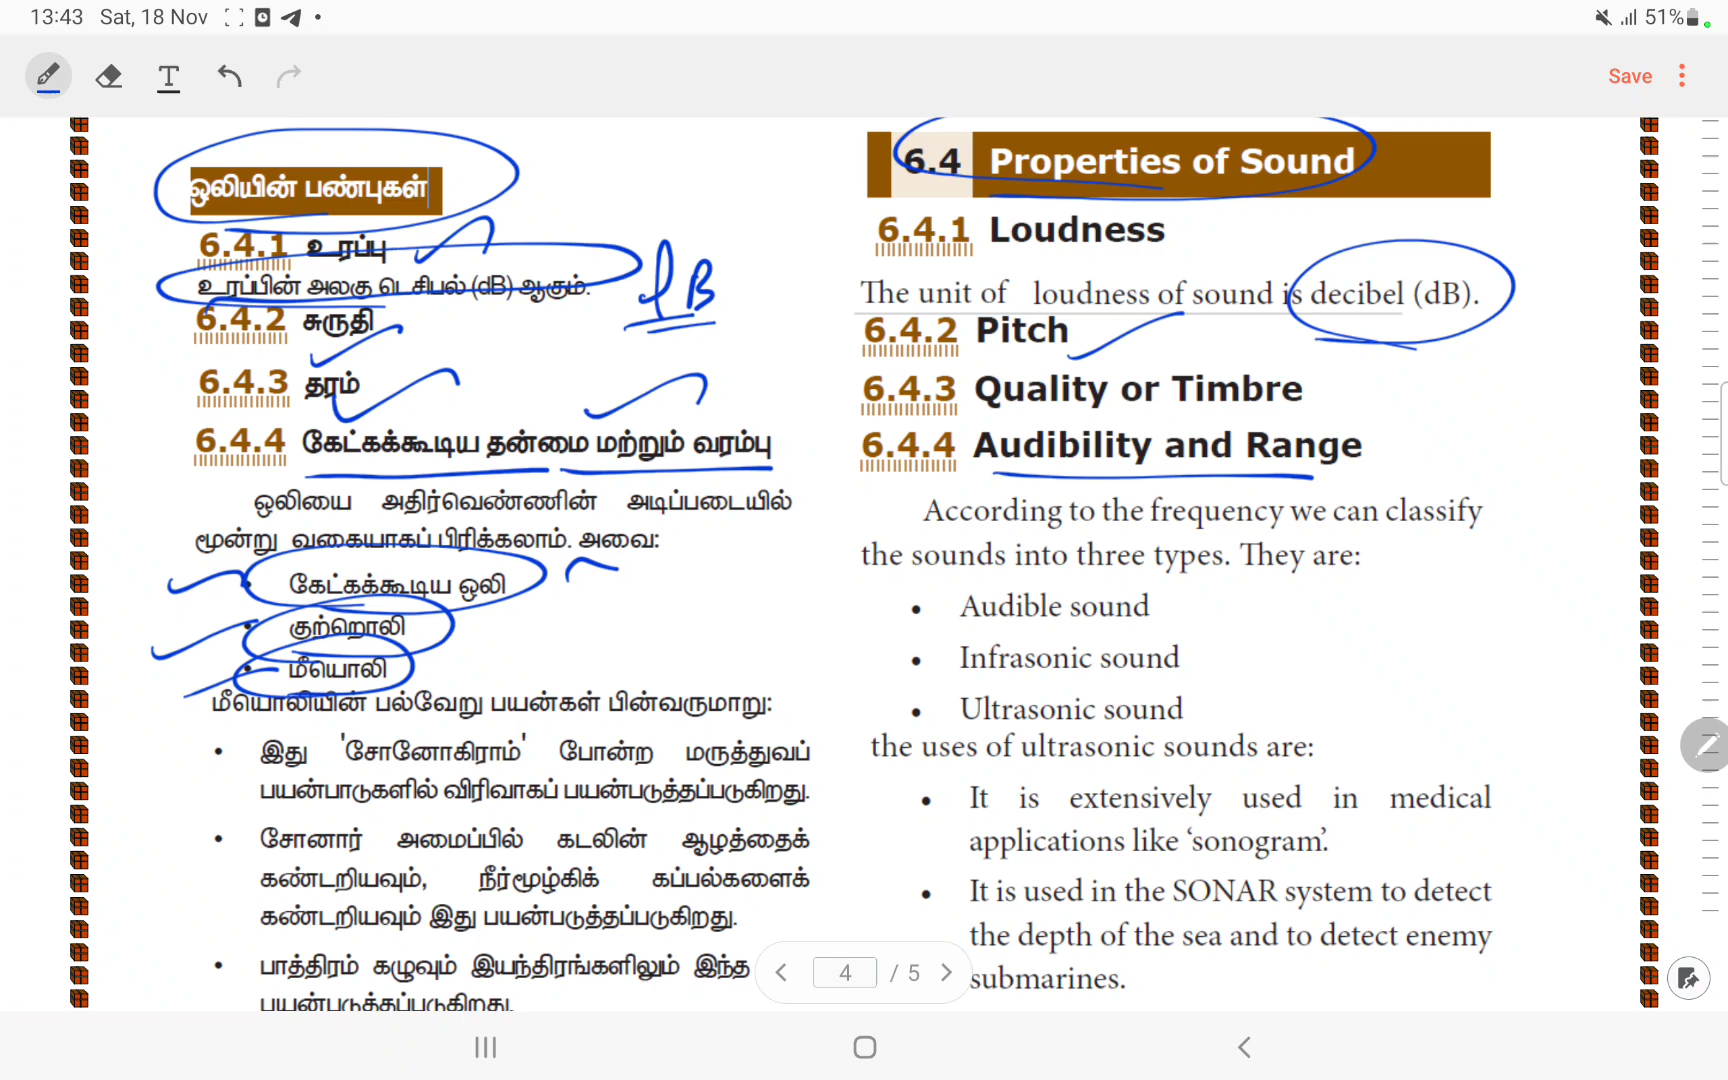 13:43 Sat, 18 Nov
51%
Save
ஒலியின் பண்புகள்
6.4.1 உரப்பு
உரப்பின் அலகு டெசிபல் (dB) ஆகும்.
dB
6.4.2 சுருதி
6.4.3 தரம்
6.4.4 கேட்கக்கூடிய தன்மை மற்றும் வரம்பு
ஒலியை அதிர்வெண்ணின் அடிப்படையில்
மூன்று வகையாகப் பிரிக்கலாம். அவை:
• கேட்கக்கூடிய ஒலி
• குற்றொலி
• மீயொலி
மீயொலியின் பல்வேறு பயன்கள் பின்வருமாறு:
• இது 'சோனோகிராம்' போன்ற மருத்துவப்
பயன்பாடுகளில் விரிவாகப் பயன்படுத்தப்படுகிறது.
• சோனார் அமைப்பில் கடலின் ஆழத்தைக்
கண்டறியவும், நீர்மூழ்கிக் கப்பல்களைக்
கண்டறியவும் இது பயன்படுத்தப்படுகிறது.
• பாத்திரம் கழுவும் இயந்திரங்களிலும் இந்த
பயன்படுத்தப்படுகிறது.
6.4 Properties of Sound
6.4.1 Loudness
The unit of loudness of sound is decibel (dB).
6.4.2 Pitch
6.4.3 Quality or Timbre
6.4.4 Audibility and Range
According to the frequency we can classify
the sounds into three types. They are:
• Audible sound
• Infrasonic sound
• Ultrasonic sound
the uses of ultrasonic sounds are:
• It is extensively used in medical
applications like ‘sonogram’.
• It is used in the SONAR system to detect
the depth of the sea and to detect enemy
submarines.
4 / 5